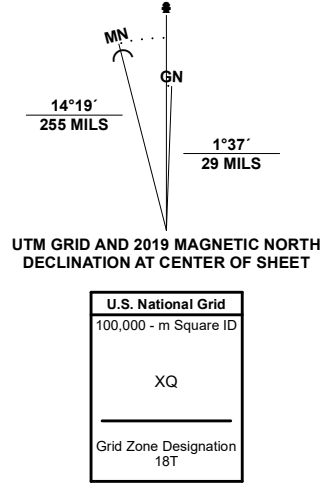 MN
GN
14°19´
255 MILS
1°37´
29 MILS
UTM GRID AND 2019 MAGNETIC NORTH
DECLINATION AT CENTER OF SHEET
U.S. National Grid
100,000 - m Square ID
XQ
Grid Zone Designation
18T